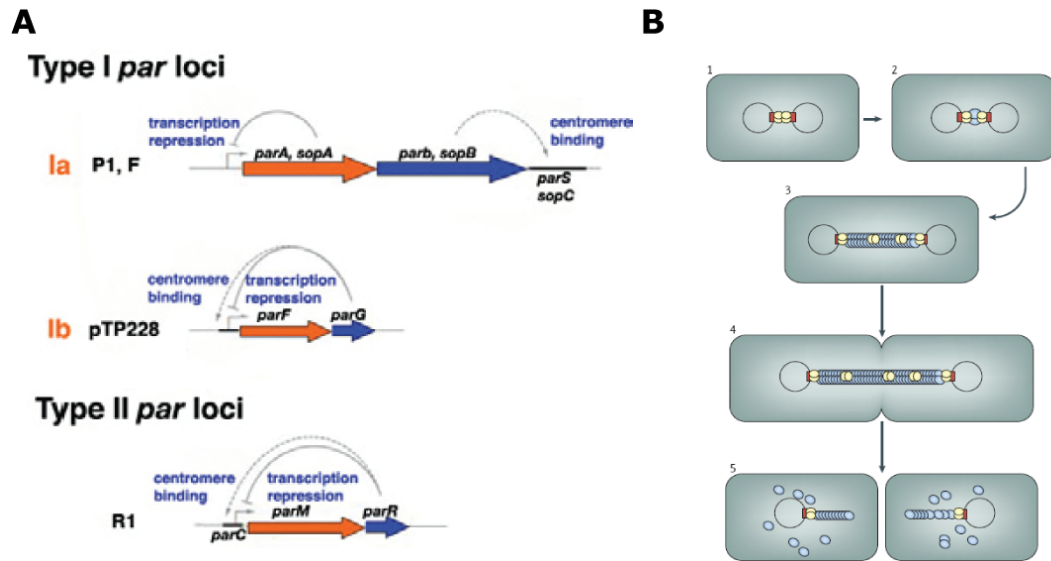 A
Type I par loci
transcription
repression
centromere
binding
Ia
P1, F
parA, sopA
parb, sopB
parS
sopC
centromere
binding
transcription
repression
Ib
pTP228
parF
parG
Type II par loci
centromere
binding
transcription
repression
R1
parC
parM
parR
B
1
2
3
4
5